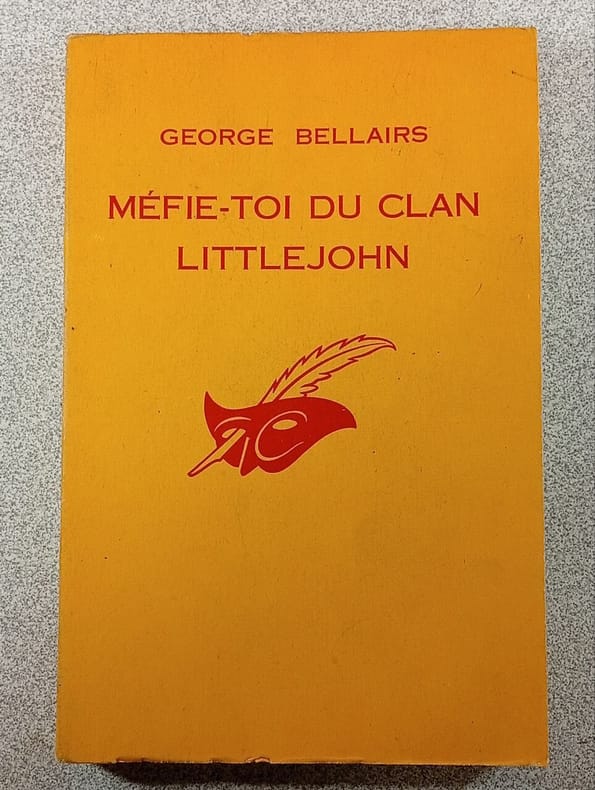 GEORGE BELLAIRS
MÉFIE-TOI DU CLAN
LITTLEJOHN